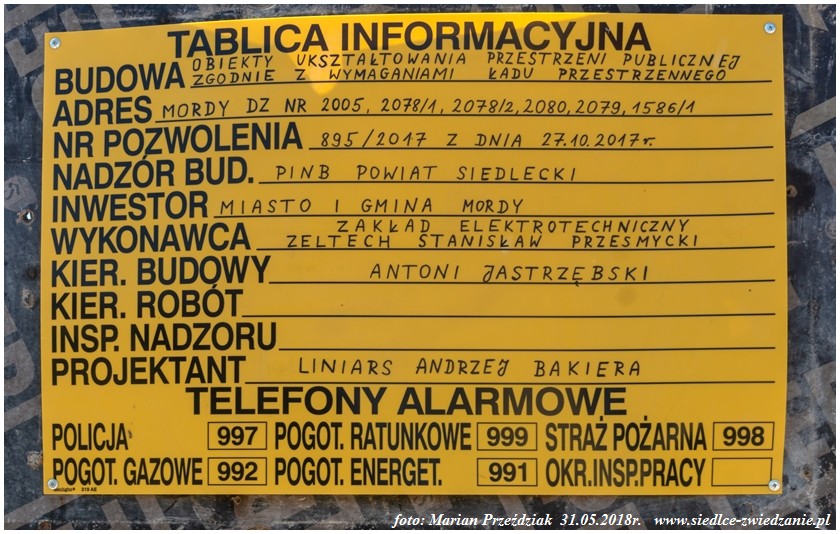 TABLICA INFORMACYJNA
BUDOWA OBIEKTY UKSZTAŁTOWANIA PRZESTRZENI PUBLICZNEJ
ZGODNIE Z WYMAGANIAMI ŁADU PRZESTRZENNEGO
ADRES MORDY DZ NR 2005, 2078/1, 2078/2, 2080, 2079, 1586/1
NR POZWOLENIA 895/2017 Z DNIA 27.10.2017r.
NADZÓR BUD. PINB POWIAT SIEDLECKI
INWESTOR MIASTO I GMINA MORDY
WYKONAWCA ZAKŁAD ELEKTROTECHNICZNY
ZELTECH STANISŁAW PRZESMYCKI
KIER. BUDOWY ANTONI JASTRZĘBSKI
KIER. ROBÓT
INSP. NADZORU
PROJEKTANT LINIARS ANDRZEJ BAKIERA
TELEFONY ALARMOWE
POLICJA 997 POGOT. RATUNKOWE 999 STRAŻ POŻARNA 998
POGOT. GAZOWE 992 POGOT. ENERGET. 991 OKR.INSP.PRACY
foto: Marian Przeździak 31.05.2018r. www.siedlce-zwiedzanie.pl